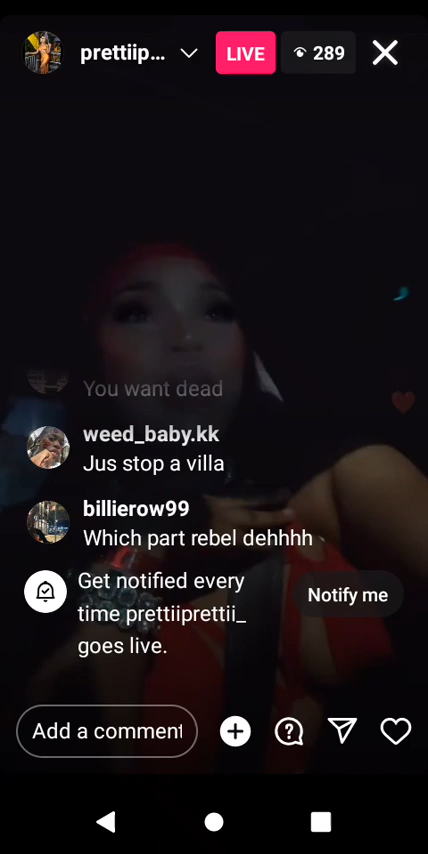 prettiip...
LIVE
289
You want dead
weed_baby.kk
Jus stop a villa
billierow99
Which part rebel dehhhh
Get notified every
time prettiiprettii_
goes live.
Notify me
Add a comment